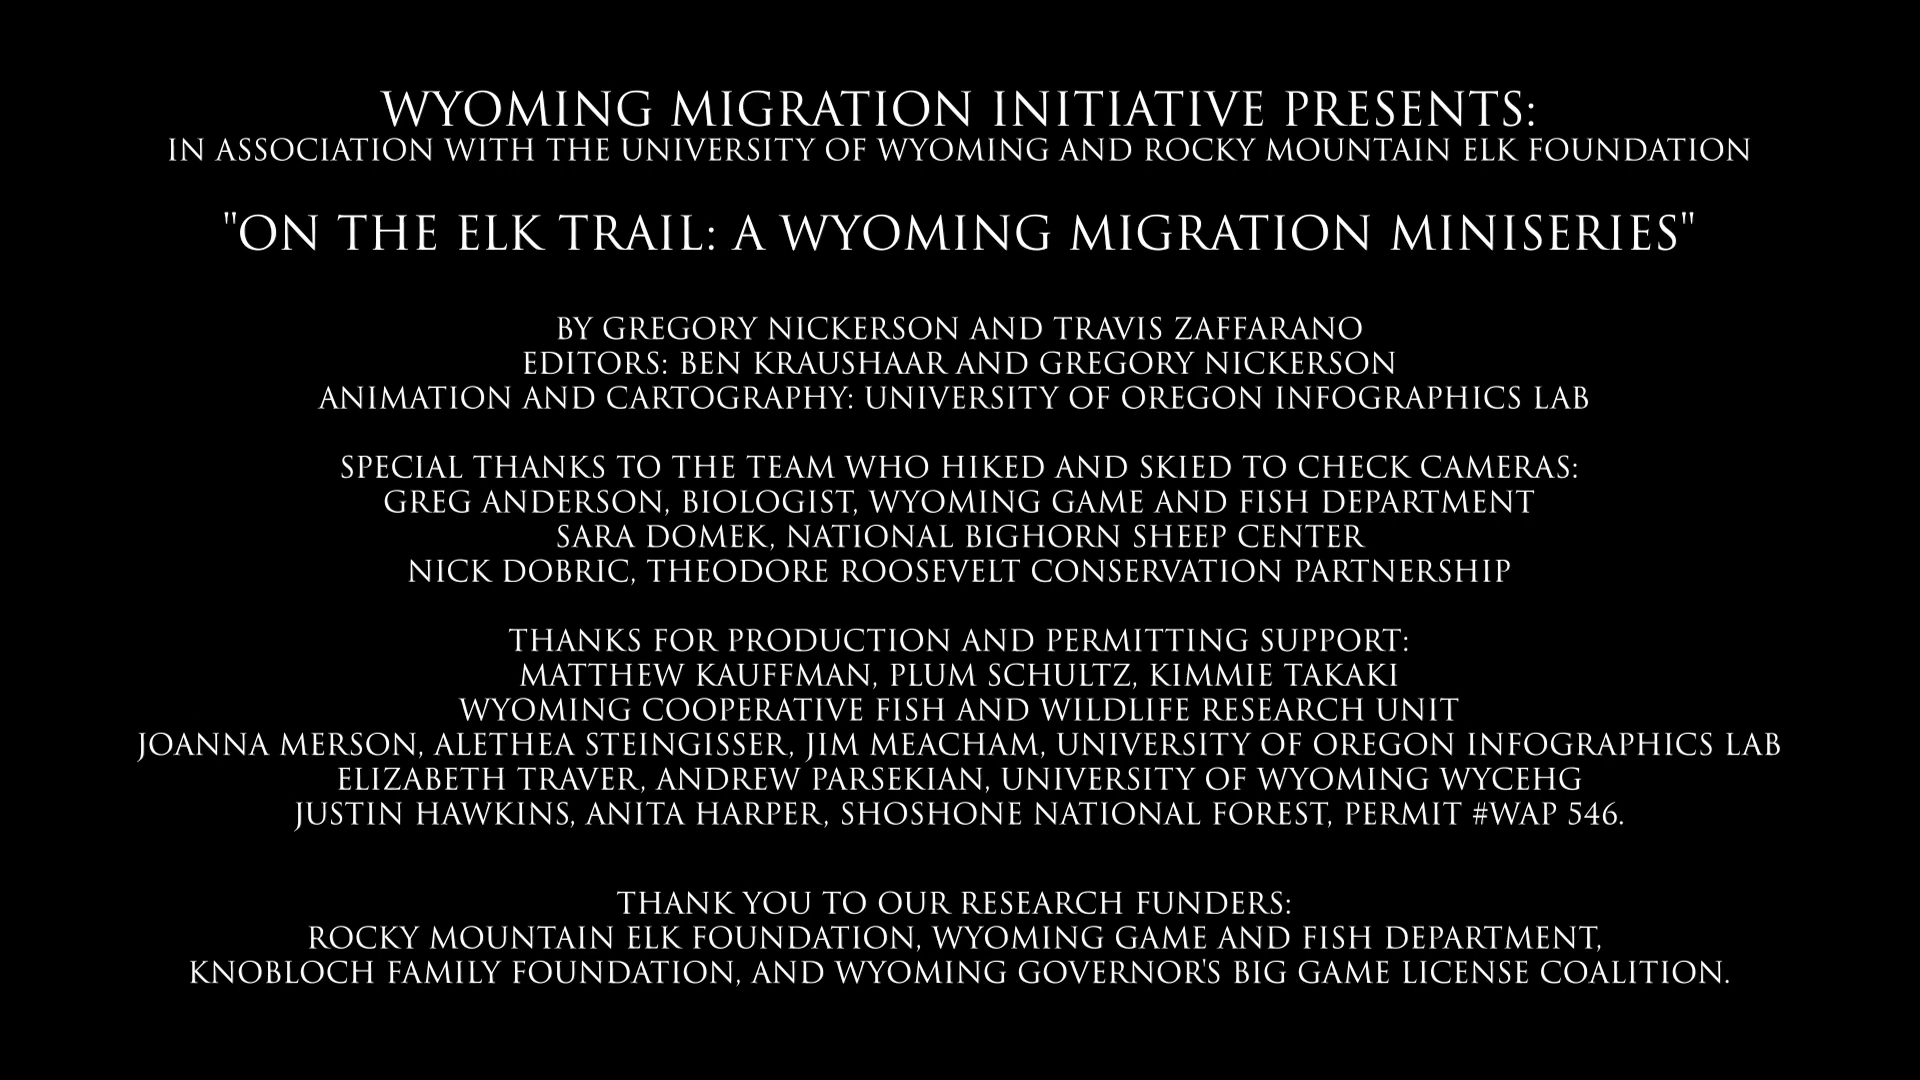 WYOMING MIGRATION INITIATIVE PRESENTS:
IN ASSOCIATION WITH THE UNIVERSITY OF WYOMING AND ROCKY MOUNTAIN ELK FOUNDATION
"ON THE ELK TRAIL: A WYOMING MIGRATION MINISERIES"
BY GREGORY NICKERSON AND TRAVIS ZAFFARANO
EDITORS: BEN KRAUSHAAR AND GREGORY NICKERSON
ANIMATION AND CARTOGRAPHY: UNIVERSITY OF OREGON INFOGRAPHICS LAB
SPECIAL THANKS TO THE TEAM WHO HIKED AND SKIED TO CHECK CAMERAS:
GREG ANDERSON, BIOLOGIST, WYOMING GAME AND FISH DEPARTMENT
SARA DOMEK, NATIONAL BIGHORN SHEEP CENTER
NICK DOBRIC, THEODORE ROOSEVELT CONSERVATION PARTNERSHIP
THANKS FOR PRODUCTION AND PERMITTING SUPPORT:
MATTHEW KAUFFMAN, PLUM SCHULTZ, KIMMIE TAKAKI
WYOMING COOPERATIVE FISH AND WILDLIFE RESEARCH UNIT
JOANNA MERSON, ALETHEA STEINGISSER, JIM MEACHAM, UNIVERSITY OF OREGON INFOGRAPHICS LAB
ELIZABETH TRAVER, ANDREW PARSEKIAN, UNIVERSITY OF WYOMING WYCEHG
JUSTIN HAWKINS, ANITA HARPER, SHOSHONE NATIONAL FOREST, PERMIT #WAP 546.
THANK YOU TO OUR RESEARCH FUNDERS:
ROCKY MOUNTAIN ELK FOUNDATION, WYOMING GAME AND FISH DEPARTMENT,
KNOBLOCH FAMILY FOUNDATION, AND WYOMING GOVERNOR'S BIG GAME LICENSE COALITION.